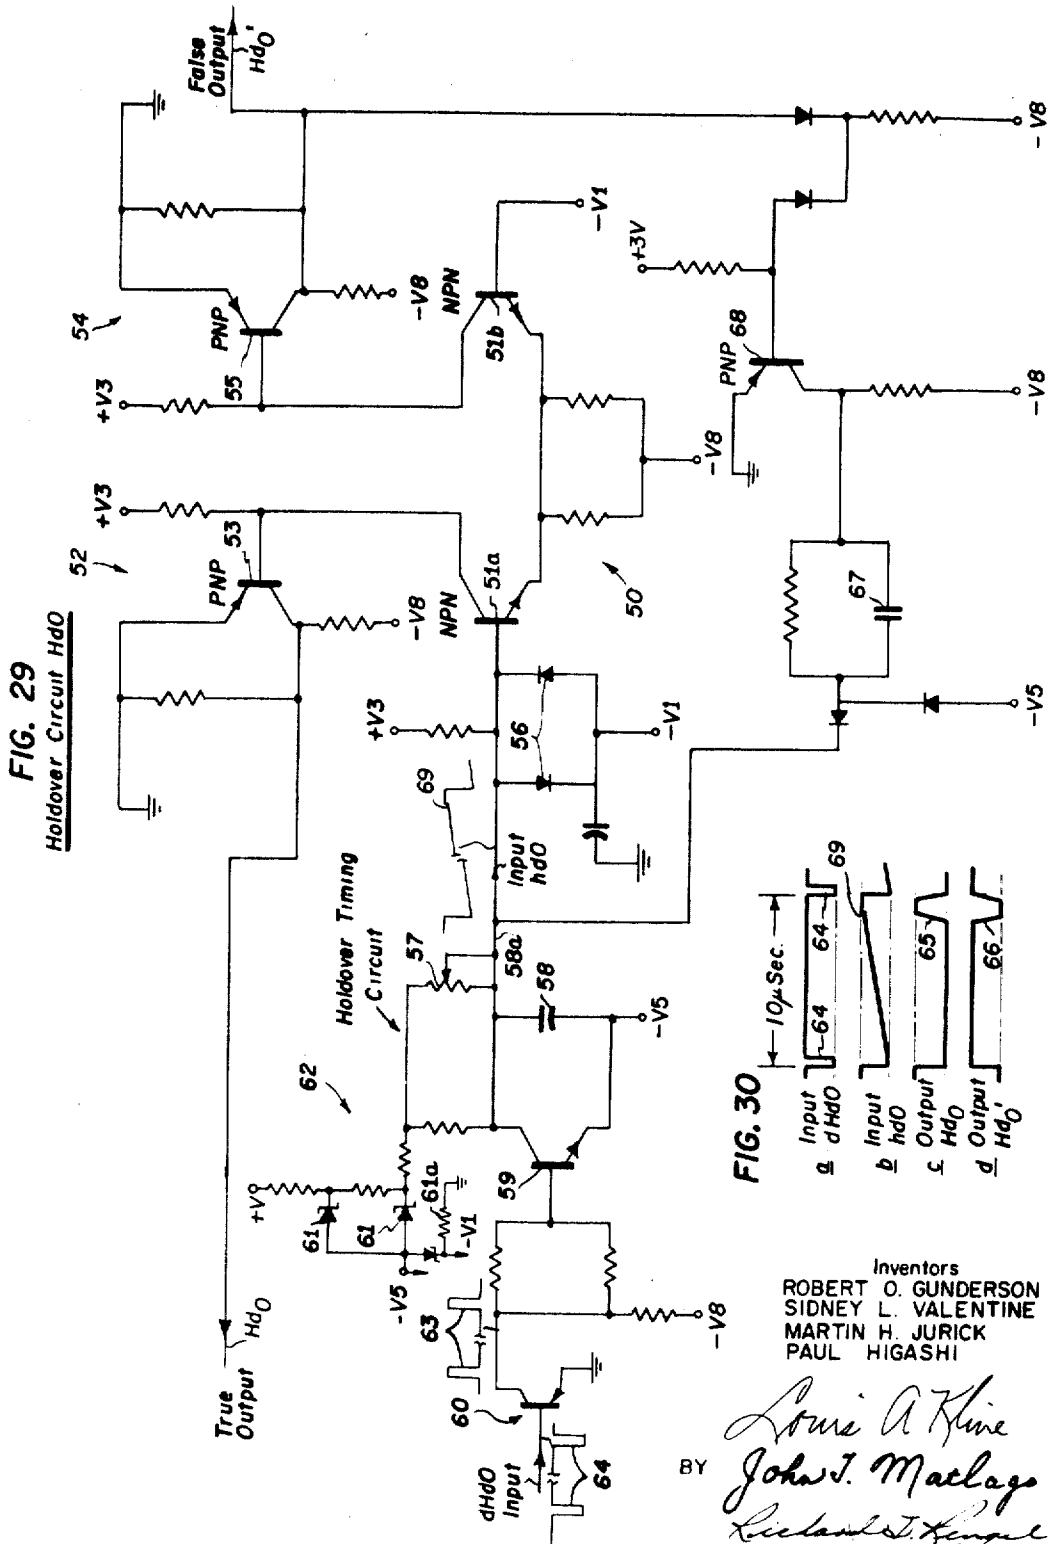 FIG. 29
Holdover Circuit HdO
52
+V3
+V3
54
PNP
53
PNP
55
False
Output
HdO'
-V8
-V8
NPN
51a
NPN
51b
-V1
50
-V8
+V3
56
-V1
69
Input
hdO
Holdover Timing
Circuit
57
58a
58
-V5
62
+V
61
61
61a
-V5
-V1
59
True
Output
HdO
63
60
-V8
dHdO
Input
64
+3V
PNP
68
-V8
-V8
67
-V5
FIG. 30
10µSec.
a Input
dHdO
64
64
b Input
hdO
69
c Output
HdO
65
d Output
HdO'
66
Inventors
ROBERT O. GUNDERSON
SIDNEY L. VALENTINE
MARTIN H. JURICK
PAUL HIGASHI
BY
Louis A Kline
John J. Matlago